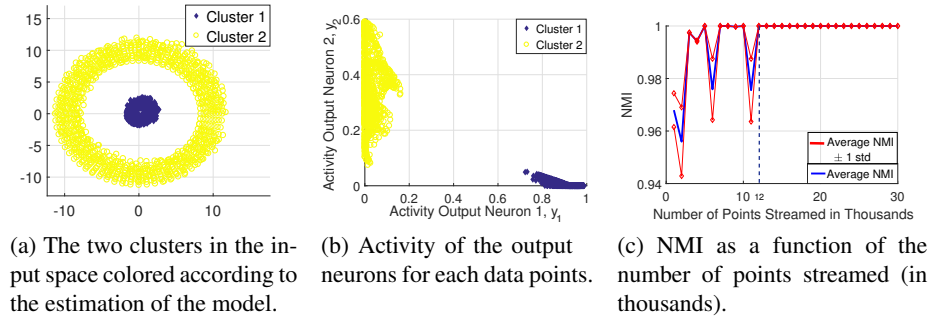 Cluster 1
Cluster 2
15
10
5
0
-5
-10
-10
0
10
Cluster 1
Cluster 2
Activity Output Neuron 2, y2
0.6
0.4
0.2
0
0
0.2
0.4
0.6
0.8
1
Activity Output Neuron 1, y1
NMI
1
0.98
0.96
0.94
0
10
12
20
30
Average NMI
± 1 std
Average NMI
Number of Points Streamed in Thousands
(a) The two clusters in the in-
put space colored according to
the estimation of the model.
(b) Activity of the output
neurons for each data points.
(c) NMI as a function of the
number of points streamed (in
thousands).